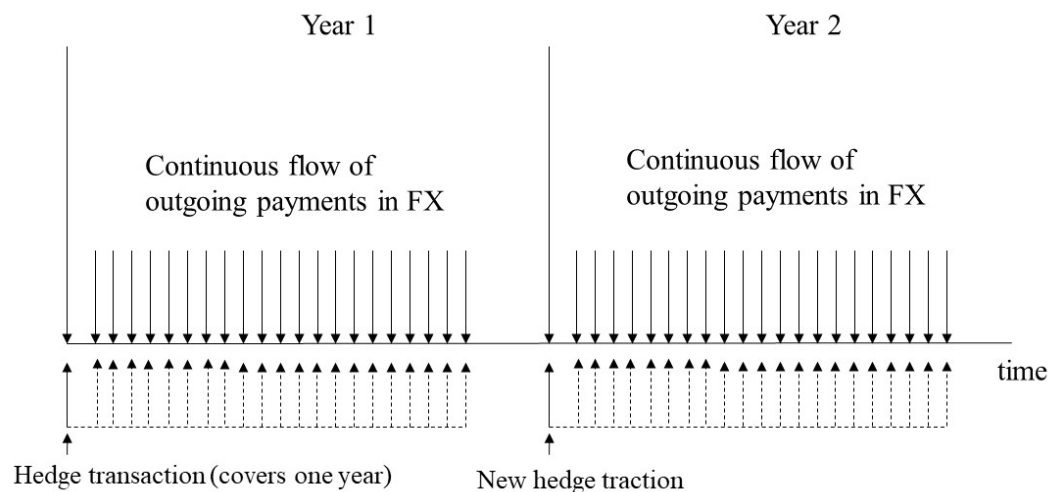 Year 1
Year 2
Continuous flow of
outgoing payments in FX
Continuous flow of
outgoing payments in FX
time
Hedge transaction (covers one year)
New hedge traction